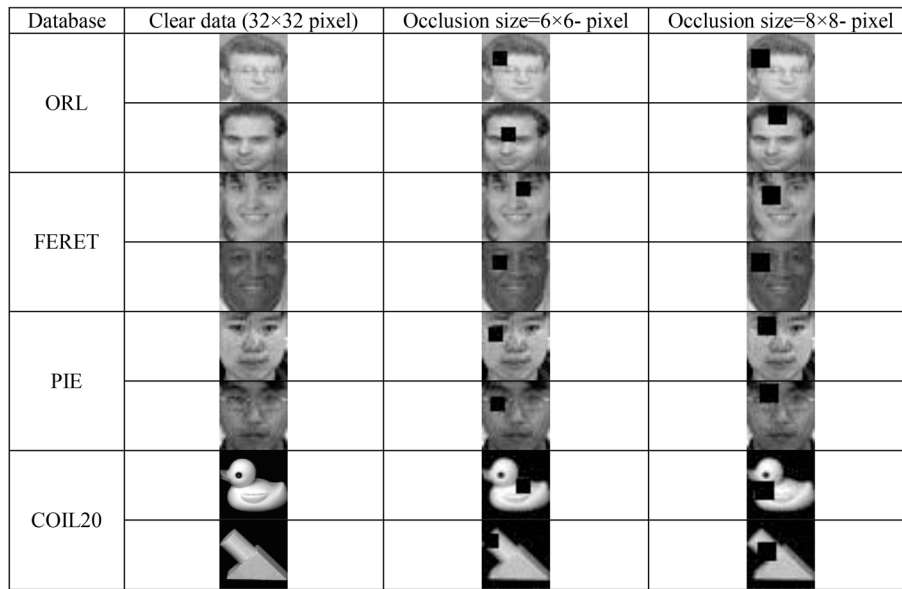 Database Clear data (32×32 pixel) Occlusion size=6×6- pixel Occlusion size=8×8- pixel
ORL
FERET
PIE
COIL20